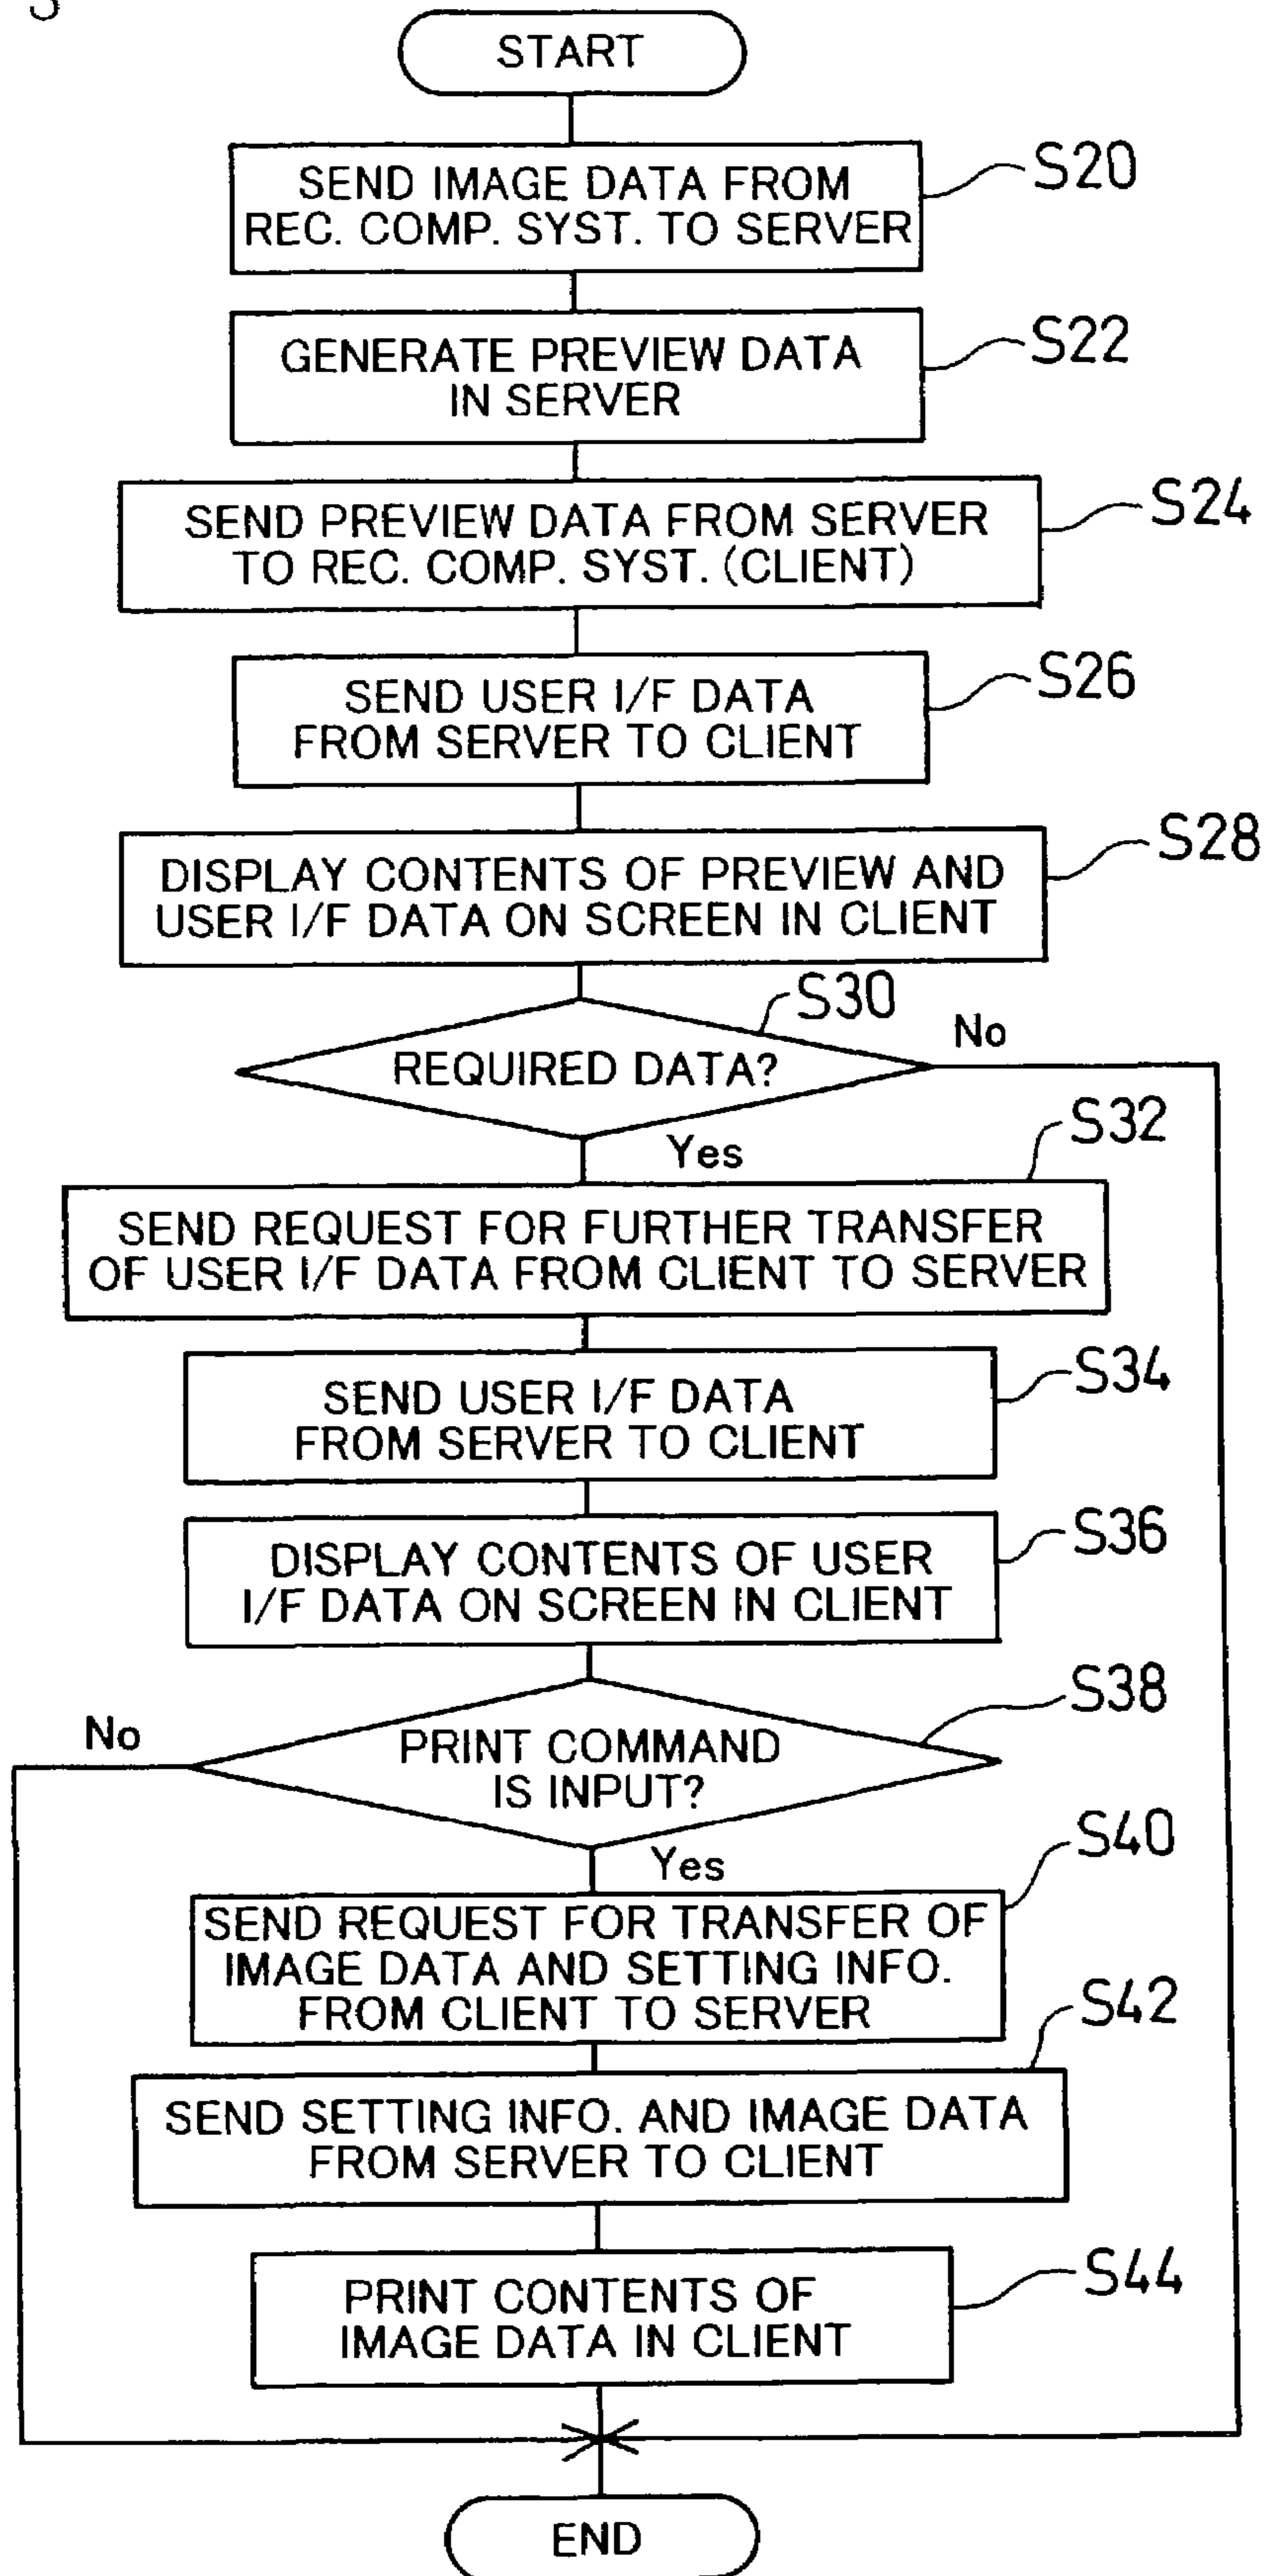 START
SEND IMAGE DATA FROM
REC. COMP. SYST. TO SERVER
S20
GENERATE PREVIEW DATA
IN SERVER
S22
SEND PREVIEW DATA FROM SERVER
TO REC. COMP. SYST. (CLIENT)
S24
SEND USER I/F DATA
FROM SERVER TO CLIENT
S26
DISPLAY CONTENTS OF PREVIEW AND
USER I/F DATA ON SCREEN IN CLIENT
S28
REQUIRED DATA?
S30
No
Yes
SEND REQUEST FOR FURTHER TRANSFER
OF USER I/F DATA FROM CLIENT TO SERVER
S32
SEND USER I/F DATA
FROM SERVER TO CLIENT
S34
DISPLAY CONTENTS OF USER
I/F DATA ON SCREEN IN CLIENT
S36
PRINT COMMAND
IS INPUT?
S38
No
Yes
SEND REQUEST FOR TRANSFER OF
IMAGE DATA AND SETTING INFO.
FROM CLIENT TO SERVER
S40
SEND SETTING INFO. AND IMAGE DATA
FROM SERVER TO CLIENT
S42
PRINT CONTENTS OF
IMAGE DATA IN CLIENT
S44
END